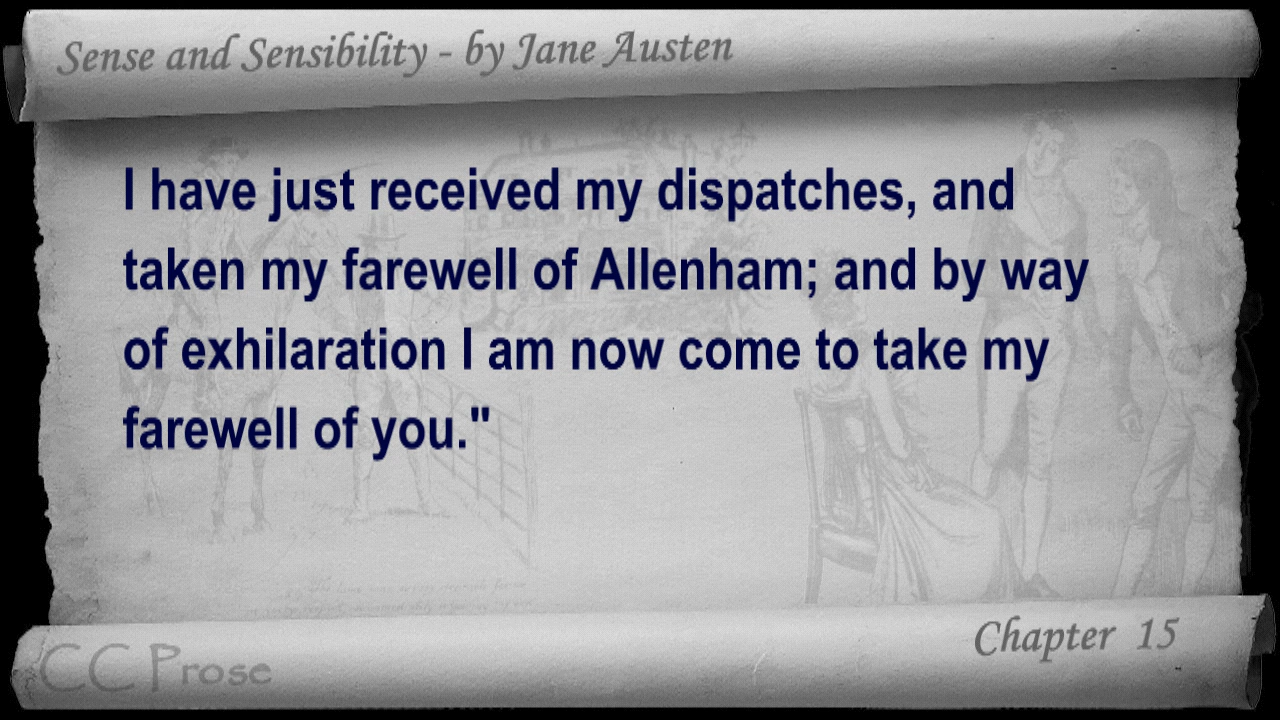 Sense and Sensibility - by Jane Austen
I have just received my dispatches, and
taken my farewell of Allenham; and by way
of exhilaration I am now come to take my
farewell of you."
Chapter 15
CC Prose